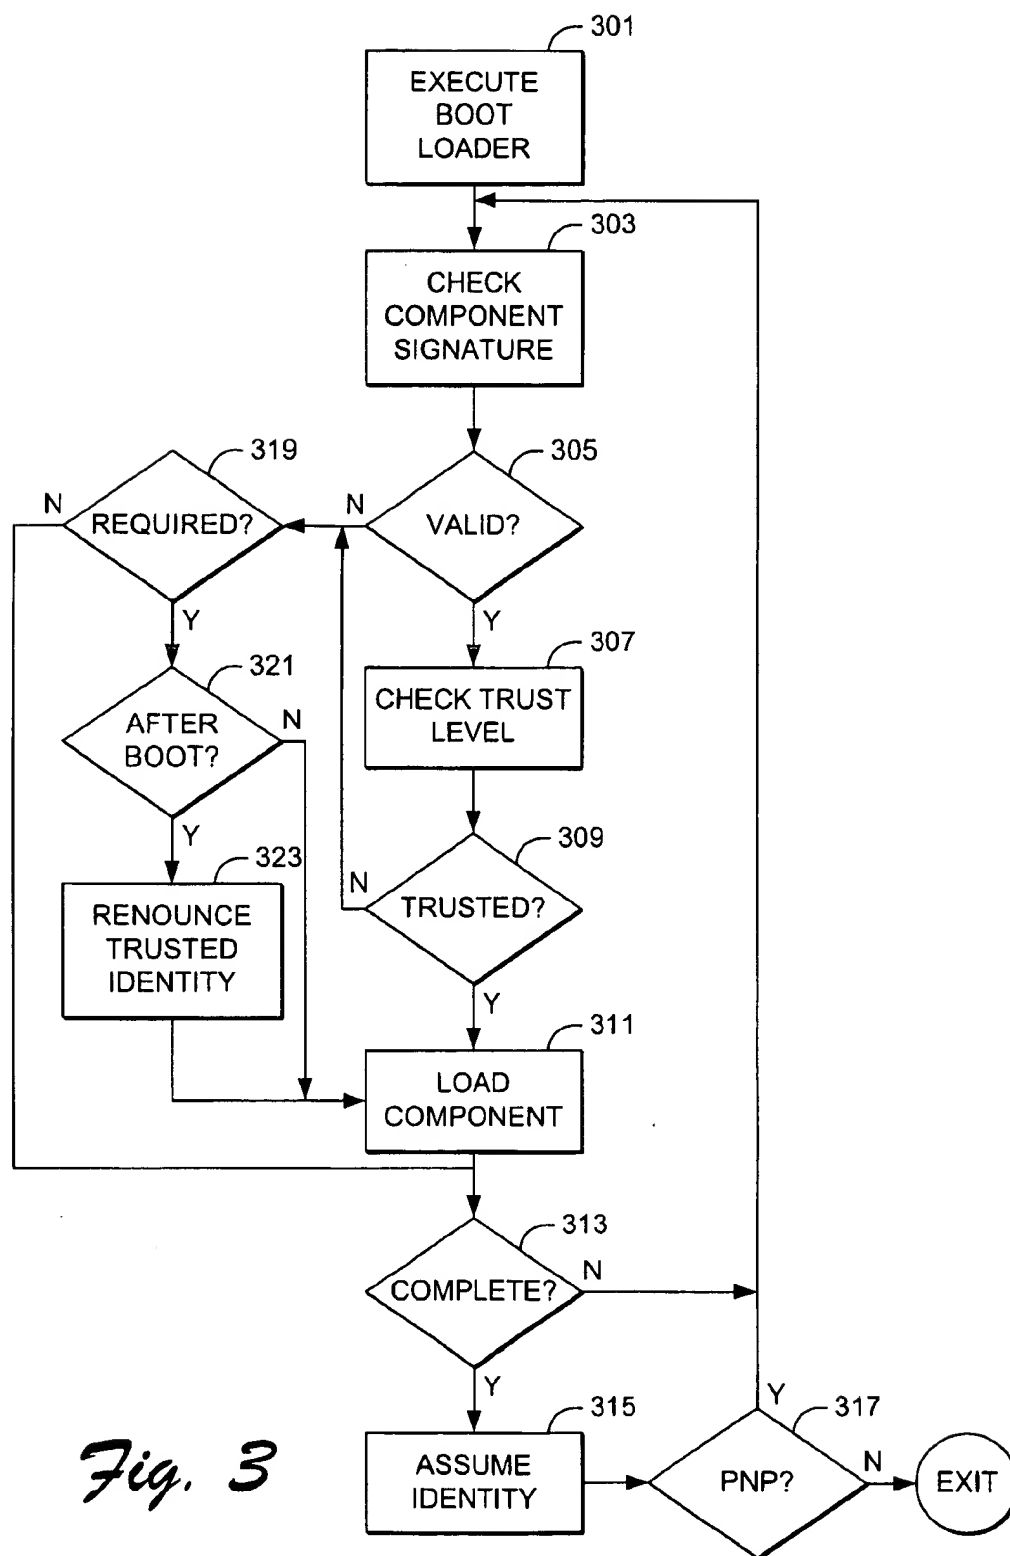 301
EXECUTE
BOOT
LOADER
303
CHECK
COMPONENT
SIGNATURE
319
305
N
REQUIRED?
N
VALID?
Y
Y
321
307
AFTER
BOOT?
N
CHECK TRUST
LEVEL
Y
309
323
N
TRUSTED?
RENOUNCE
TRUSTED
IDENTITY
Y
311
LOAD
COMPONENT
313
COMPLETE?
N
Y
Y
315
317
ASSUME
IDENTITY
PNP?
N
EXIT
Fig. 3